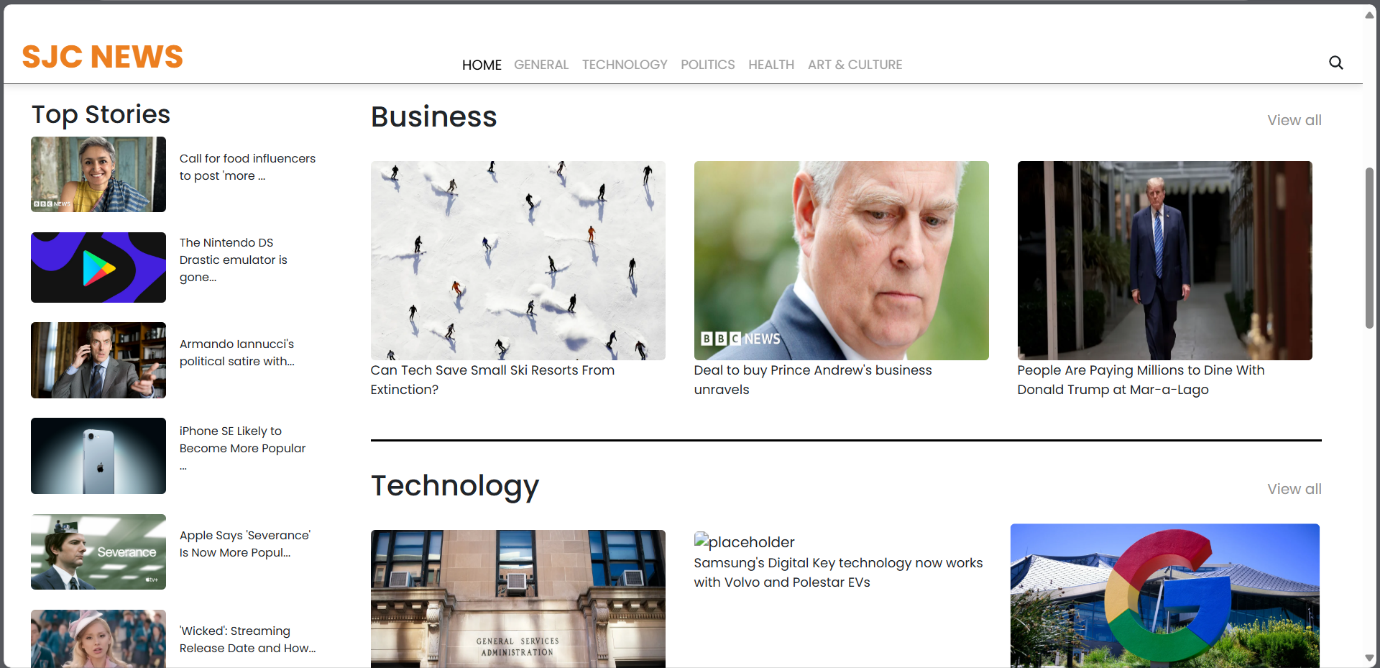 SJC NEWS
HOME GENERAL TECHNOLOGY POLITICS HEALTH ART & CULTURE
Top Stories
BBC NEWS
Call for food influencers
to post 'more ...
The Nintendo DS
Drastic emulator is
gone...
Armando Iannucci's
political satire with...
iPhone SE Likely to
Become More Popular
...
Severance
tv+
Apple Says 'Severance'
Is Now More Popul...
'Wicked': Streaming
Release Date and How...
Business
View all
Can Tech Save Small Ski Resorts From
Extinction?
BBC NEWS
Deal to buy Prince Andrew's business
unravels
People Are Paying Millions to Dine With
Donald Trump at Mar-a-Lago
Technology
View all
GENERAL SERVICES
ADMINISTRATION
placeholder
Samsung's Digital Key technology now works
with Volvo and Polestar EVs
G